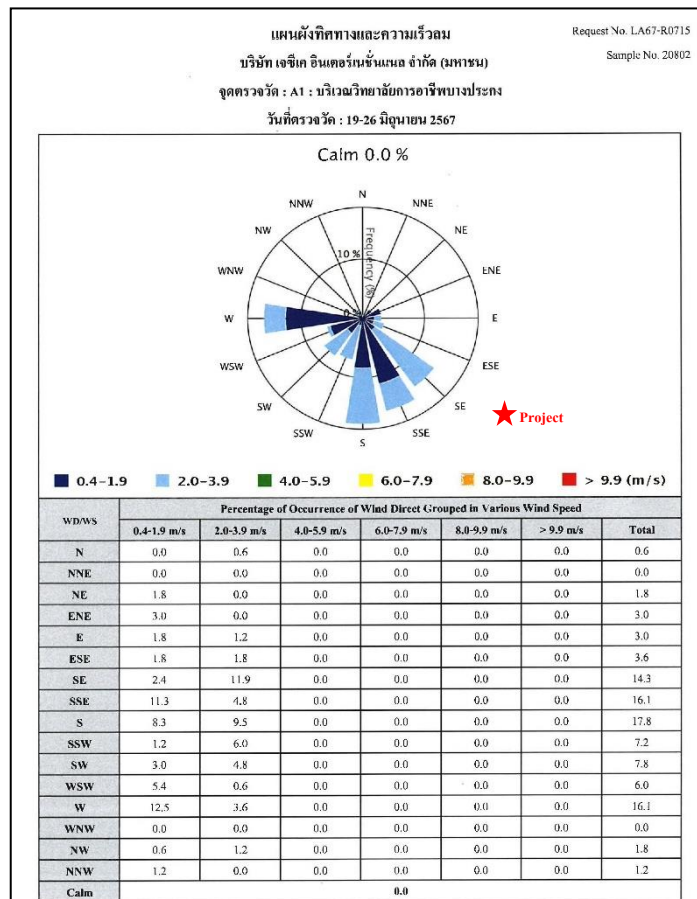 แผนผังทิศทางและความเร็วลม
Request No. LA67-R0715
บริษัท เจซีเค อินเตอร์เนชั่นแนล จำกัด (มหาชน)
Sample No. 20802
จุดตรวจวัด : A1 : บริเวณวิทยาลัยการอาชีพบางปะกง
วันที่ตรวจวัด : 19-26 มิถุนายน 2567
Calm 0.0 %
N
NNW NNE
NW NE
10 %
Frequency (%)
WNW ENE
0 %
W E
WSW ESE
SW SE
Project
SSW SSE
S
0.4-1.9 2.0-3.9 4.0-5.9 6.0-7.9 8.0-9.9 > 9.9 (m/s)
WD/WS Percentage of Occurrence of Wind Direct Grouped in Various Wind Speed
0.4-1.9 m/s 2.0-3.9 m/s 4.0-5.9 m/s 6.0-7.9 m/s 8.0-9.9 m/s > 9.9 m/s Total
N 0.0 0.6 0.0 0.0 0.0 0.0 0.6
NNE 0.0 0.0 0.0 0.0 0.0 0.0 0.0
NE 1.8 0.0 0.0 0.0 0.0 0.0 1.8
ENE 3.0 0.0 0.0 0.0 0.0 0.0 3.0
E 1.8 1.2 0.0 0.0 0.0 0.0 3.0
ESE 1.8 1.8 0.0 0.0 0.0 0.0 3.6
SE 2.4 11.9 0.0 0.0 0.0 0.0 14.3
SSE 11.3 4.8 0.0 0.0 0.0 0.0 16.1
S 8.3 9.5 0.0 0.0 0.0 0.0 17.8
SSW 1.2 6.0 0.0 0.0 0.0 0.0 7.2
SW 3.0 4.8 0.0 0.0 0.0 0.0 7.8
WSW 5.4 0.6 0.0 0.0 0.0 0.0 6.0
W 12.5 3.6 0.0 0.0 0.0 0.0 16.1
WNW 0.0 0.0 0.0 0.0 0.0 0.0 0.0
NW 0.6 1.2 0.0 0.0 0.0 0.0 1.8
NNW 1.2 0.0 0.0 0.0 0.0 0.0 1.2
Calm 0.0